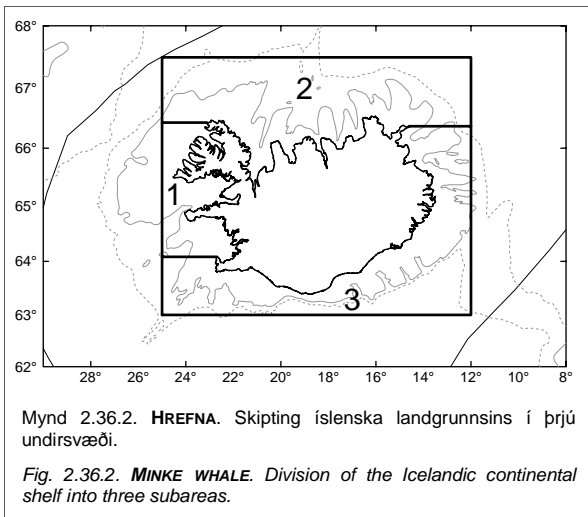 68°
67°
66°
65°
64°
63°
62°
28° 26° 24° 22° 20° 18° 16° 14° 12° 10° 8°
2
1
3
Mynd 2.36.2. HREFNA. Skipting íslenska landgrunnsins í þrjú
undirsvæði.
Fig. 2.36.2. MINKE WHALE. Division of the Icelandic continental
shelf into three subareas.